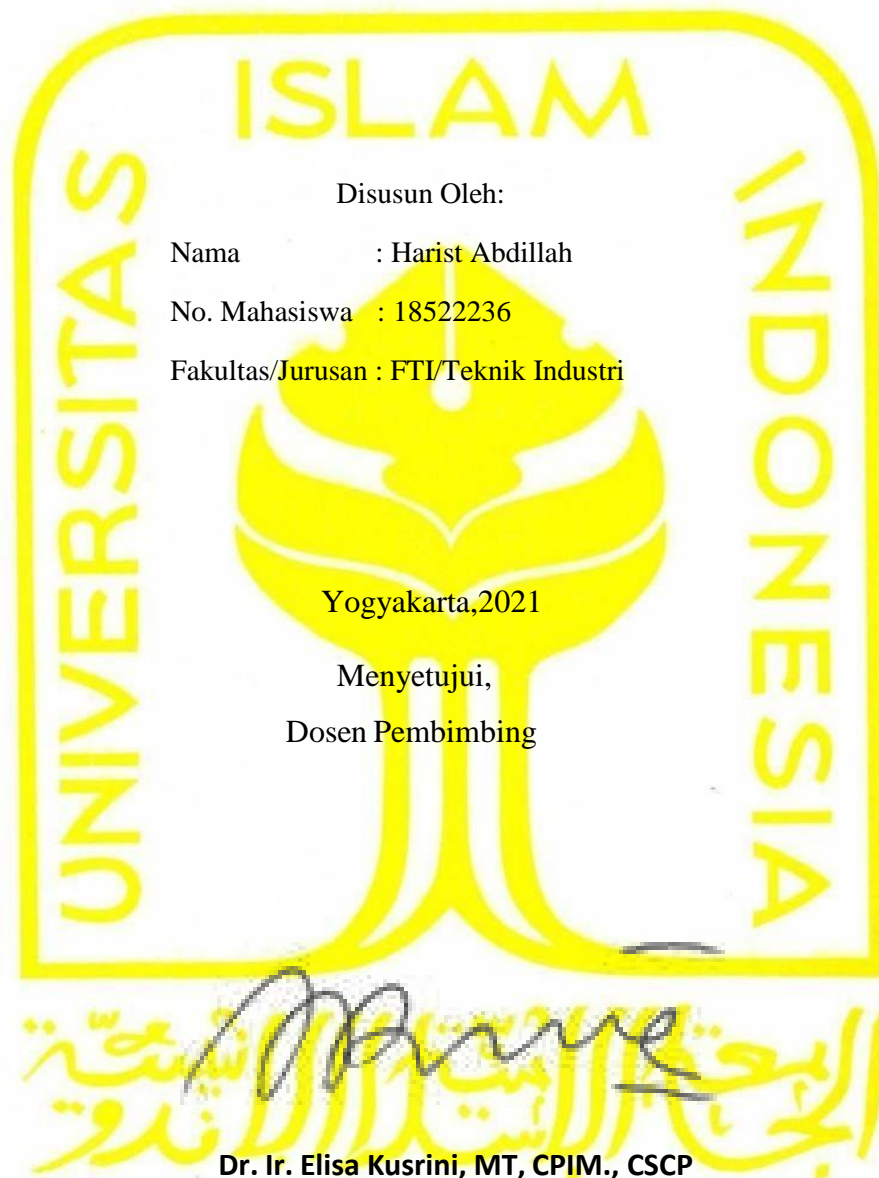 ISLAM
UNIVERSITAS
INDONESIA
Disusun Oleh:
Nama : Harist Abdillah
No. Mahasiswa : 18522236
Fakultas/Jurusan : FTI/Teknik Industri
Yogyakarta,2021
Menyetujui,
Dosen Pembimbing
Dr. Ir. Elisa Kusrini, MT, CPIM., CSCP